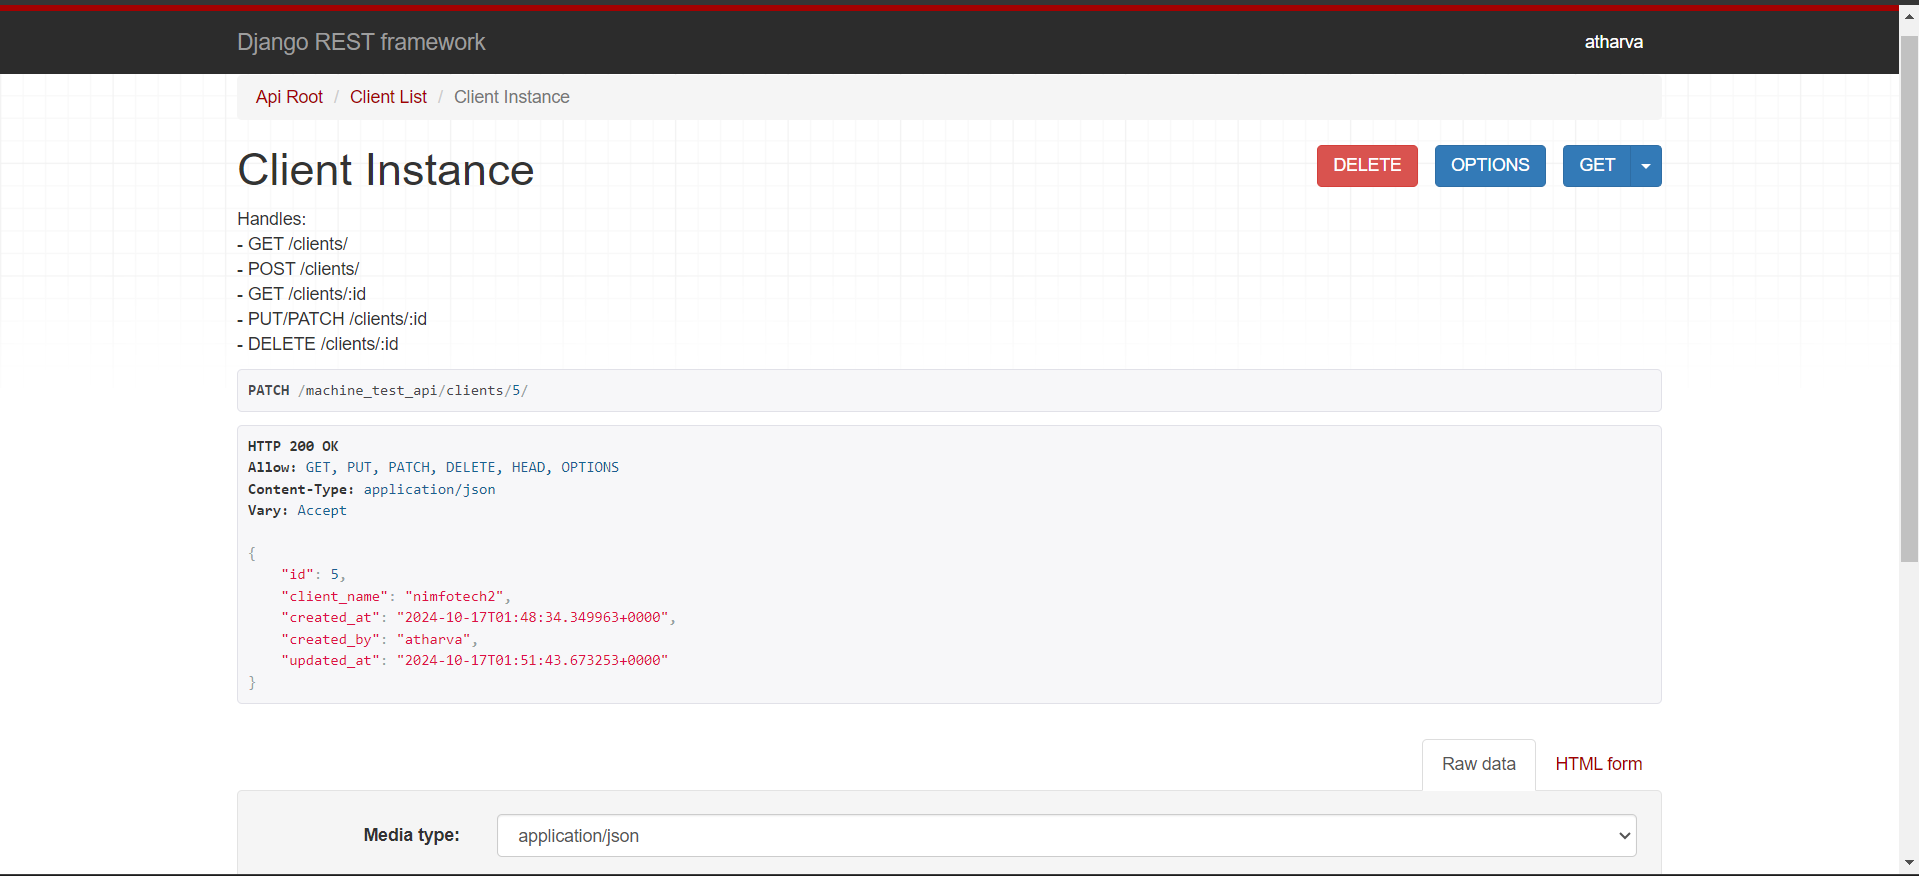 Django REST framework
atharva
Api Root / Client List / Client Instance
Client Instance
DELETE
OPTIONS
GET
Handles:
- GET /clients/
- POST /clients/
- GET /clients/:id
- PUT/PATCH /clients/:id
- DELETE /clients/:id
PATCH /machine_test_api/clients/5/
HTTP 200 OK
Allow: GET, PUT, PATCH, DELETE, HEAD, OPTIONS
Content-Type: application/json
Vary: Accept
{
    "id": 5,
    "client_name": "nimfotech2",
    "created_at": "2024-10-17T01:48:34.349963+0000",
    "created_by": "atharva",
    "updated_at": "2024-10-17T01:51:43.673253+0000"
}
Raw data
HTML form
Media type:
application/json